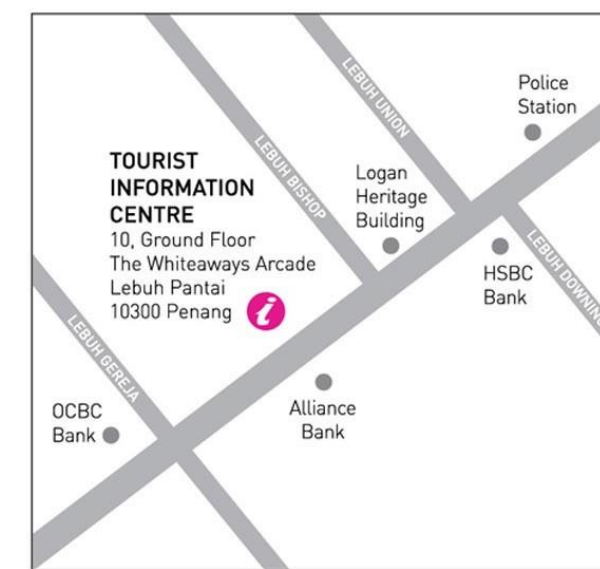 LEBUH UNION
Police
Station
LEBUH BISHOP
TOURIST
INFORMATION
CENTRE
10, Ground Floor
The Whiteaways Arcade
Lebuh Pantai
10300 Penang
i
Logan
Heritage
Building
HSBC
Bank
LEBUH DOWNING
LEBUH GEREJA
OCBC
Bank
Alliance
Bank